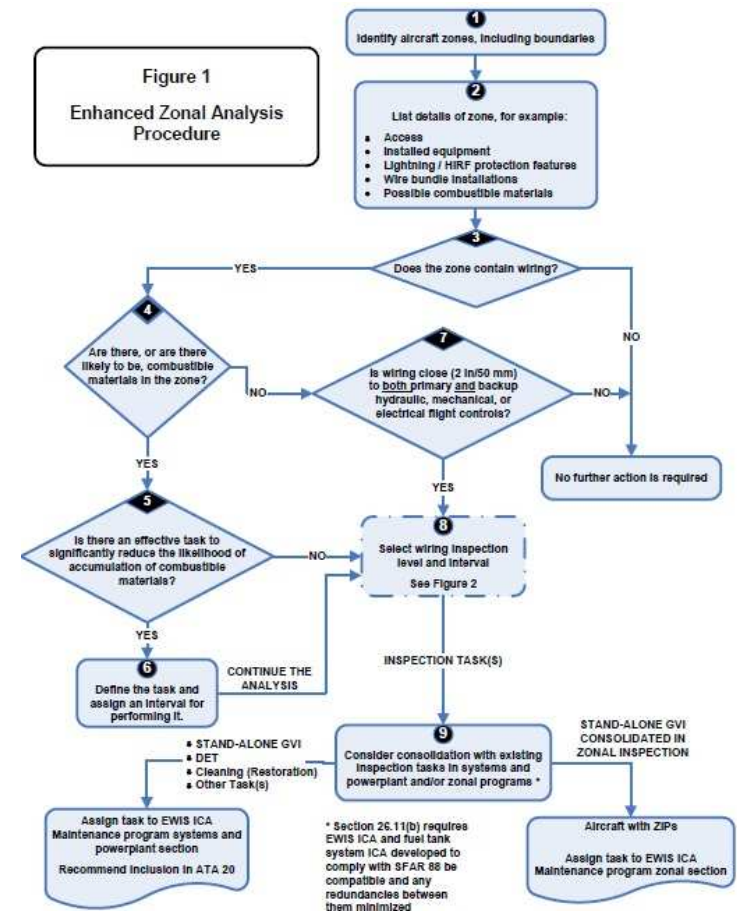 Figure 1
Enhanced Zonal Analysis
Procedure
1
Identify aircraft zones, including boundaries
2
List details of zone, for example:
• Access
• Installed equipment
• Lightning / HIRF protection features
• Wire bundle installations
• Possible combustible materials
3
Does the zone contain wiring?
YES
NO
4
Are there, or are there
likely to be, combustible
materials in the zone?
NO
YES
7
Is wiring close (2 in/50 mm)
to both primary and backup
hydraulic, mechanical, or
electrical flight controls?
NO
YES
No further action is required
5
Is there an effective task to
significantly reduce the likelihood of
accumulation of combustible
materials?
NO
YES
8
Select wiring inspection
level and interval
See Figure 2
6
Define the task and
assign an interval for
performing it.
CONTINUE THE
ANALYSIS
INSPECTION TASK(S)
9
Consider consolidation with existing
inspection tasks in systems and
powerplant and/or zonal programs *
STAND-ALONE GVI
DET
Cleaning (Restoration)
Other Task(s)
STAND-ALONE GVI
CONSOLIDATED IN
ZONAL INSPECTION
Assign task to EWIS ICA
Maintenance program systems and
powerplant section
Recommend inclusion in ATA 20
* Section 26.11(b) requires
EWIS ICA and fuel tank
system ICA developed to
comply with SFAR 88 be
compatible and any
redundancies between
them minimized
Aircraft with ZIPs
Assign task to EWIS ICA
Maintenance program zonal section